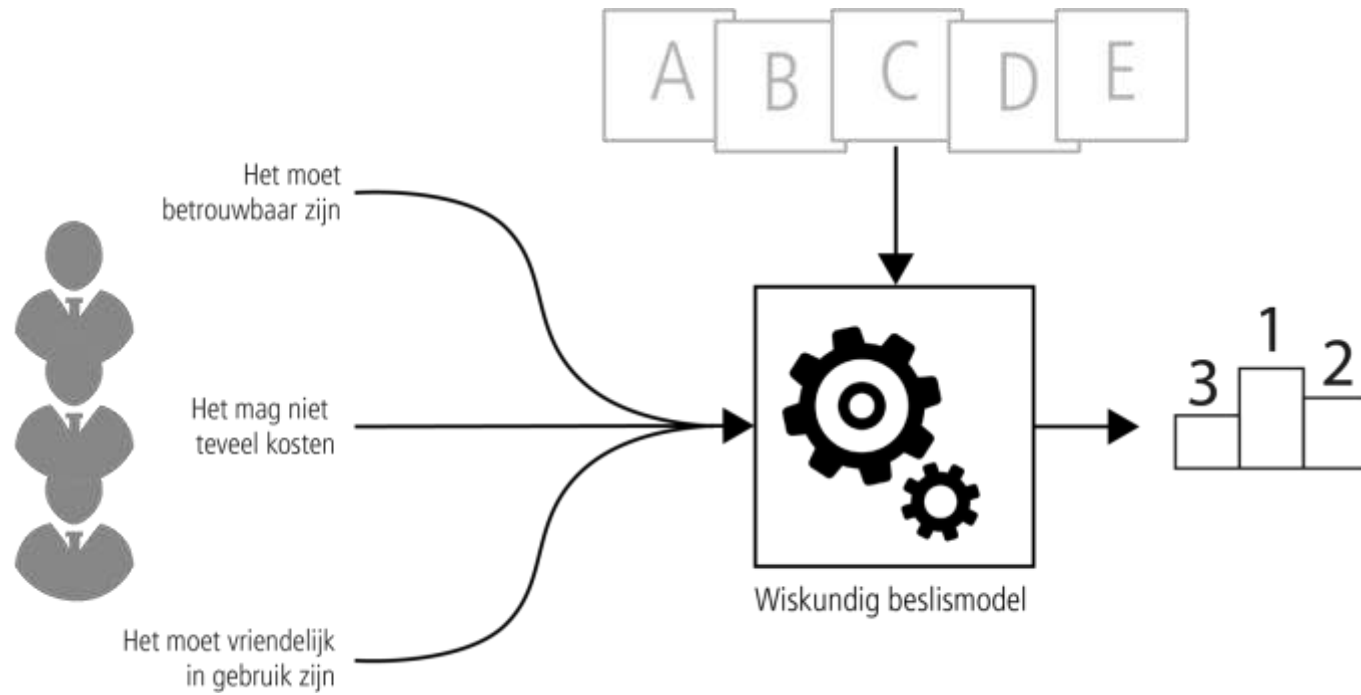 A B C D E
Het moet
betrouwbaar zijn
Het mag niet
teveel kosten
Het moet vriendelijk
in gebruik zijn
Wiskundig beslismodel
3 1 2